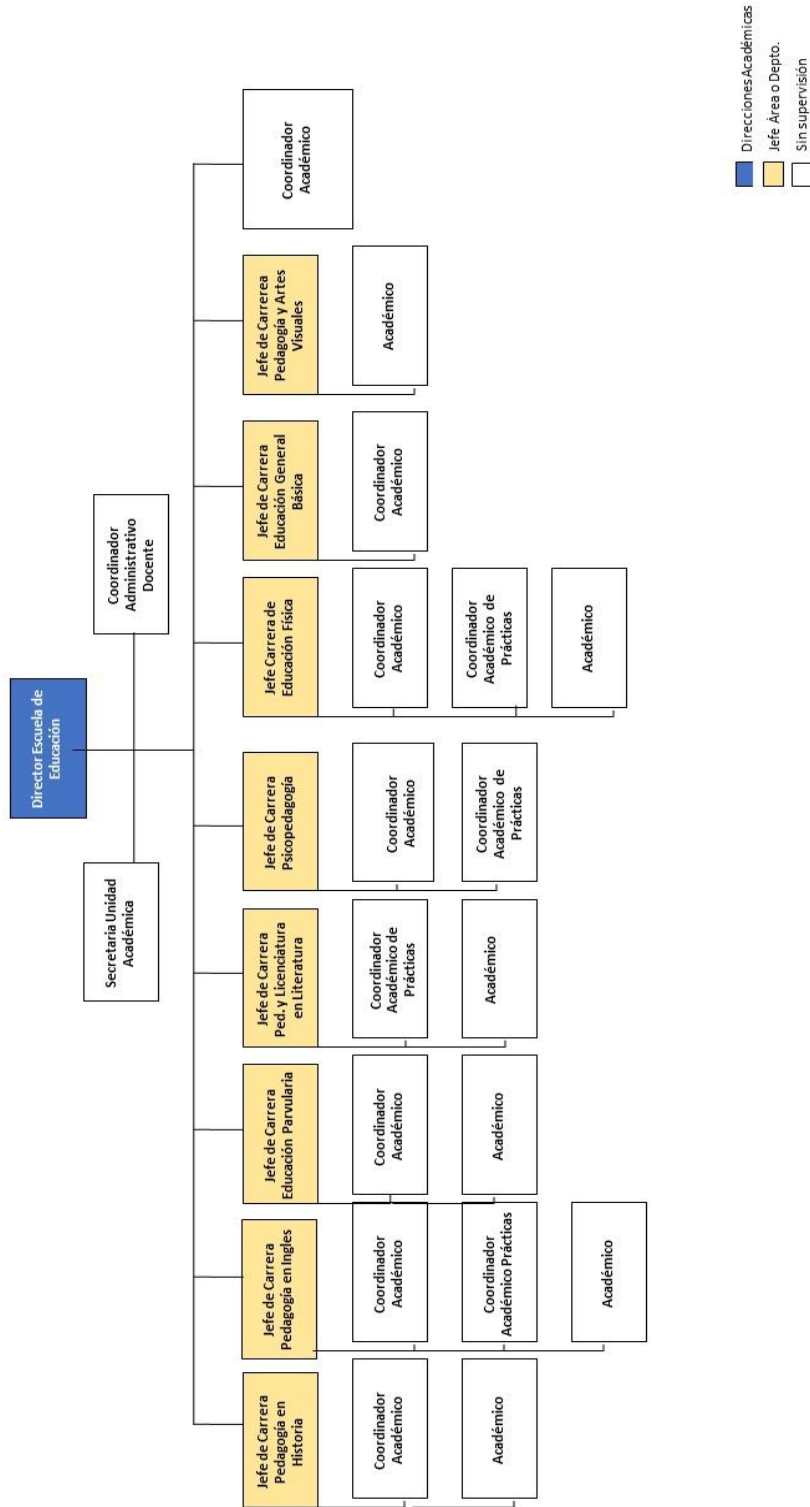 Director Escuela de
Educación
Secretaria Unidad
Académica
Coordinador
Administrativo
Docente
Jefe de Carrera
Pedagogía en
Historia
Jefe de Carrera
Pedagogía en Ingles
Jefe de Carrera
Educación Parvularia
Jefe de Carrera
Ped. y Licenciatura
en Literatura
Jefe de Carrera
Psicopedagogía
Jefe Carrera de
Educación Física
Jefe de Carrera
Educación General
Básica
Jefe de Carrerea
Pedagogía y Artes
Visuales
Coordinador
Académico
Coordinador
Académico
Coordinador
Académico
Coordinador
Académico
Coordinador
Académico de
Prácticas
Coordinador
Académico
Coordinador
Académico
Coordinador
Académico
Académico
Académico
Coordinador
Académico Prácticas
Académico
Académico
Coordinador
Académico de
Prácticas
Coordinador
Académico de
Prácticas
Académico
Académico
Direcciones Académicas
Jefe Área o Depto.
Sin supervisión